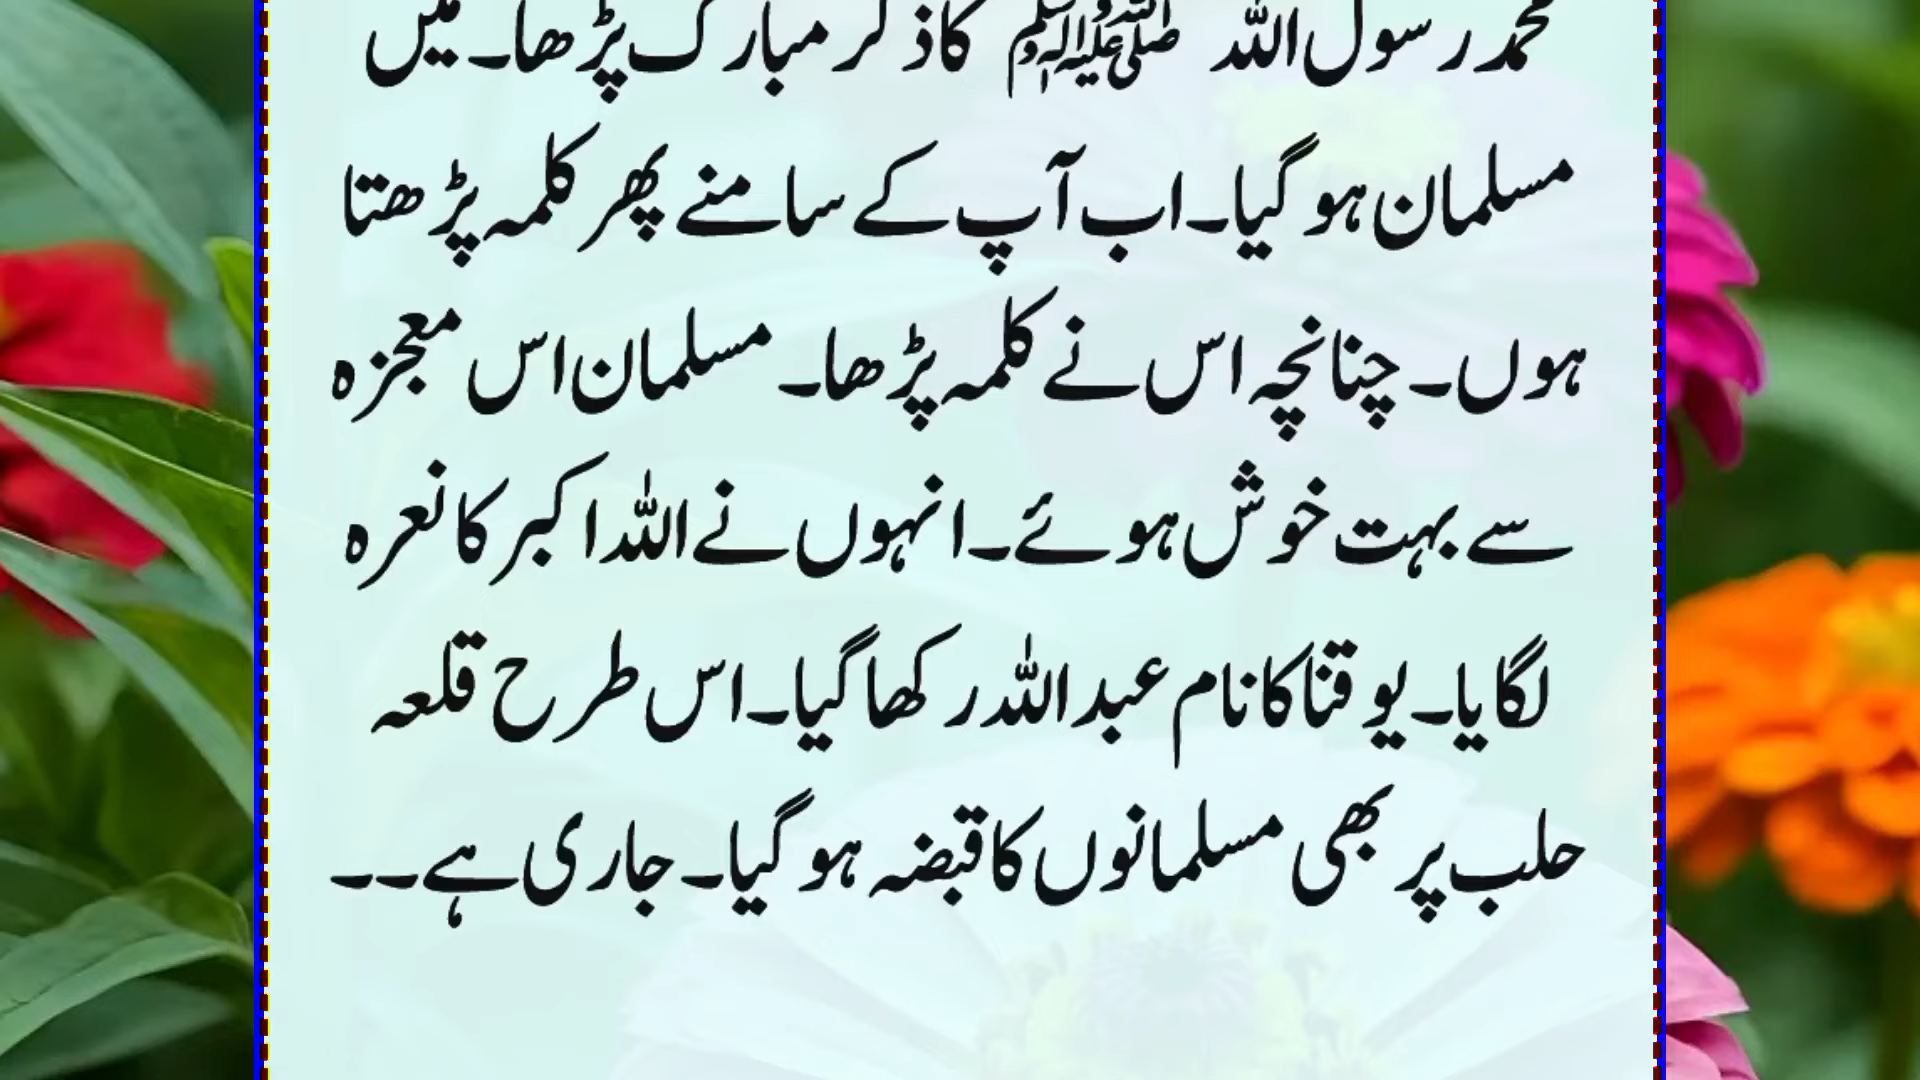 محمد رسول اللہ ﷺ کا ذکر مبارک پڑھا۔ میں
مسلمان ہو گیا۔ اب آپ کے سامنے پھر کلمہ پڑھتا
ہوں۔ چنانچہ اس نے کلمہ پڑھا۔ مسلمان اس معجزہ
سے بہت خوش ہوئے۔ انہوں نے اللہ اکبر کا نعرہ
لگایا۔ یوقنا کا نام عبداللہ رکھا گیا۔ اس طرح قلعہ
حلب پر بھی مسلمانوں کا قبضہ ہو گیا۔ جاری ہے۔۔